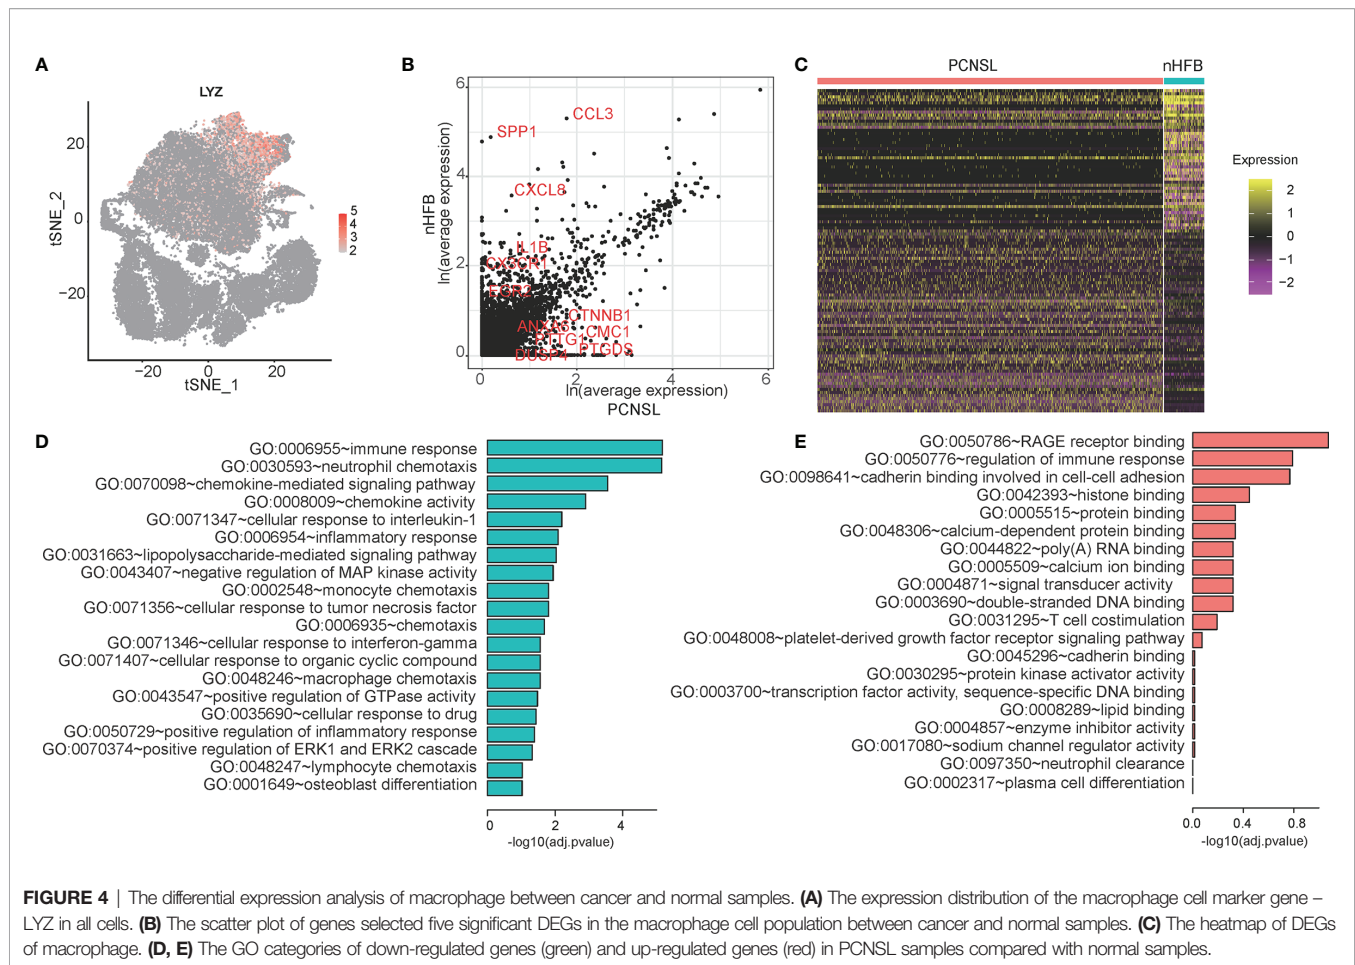 A
LYZ
20
0
−20
tSNE_2
−20
0
20
tSNE_1
5
4
3
2
B
6
4
2
0
nHFB
ln(average expression)
CCL3
SPP1
CXCL8
IL1B
CX3CR1
EGR3
CTNNB1
ANXA5
CMC1
PTTG1
PTGDS
DUSP4
0
2
4
6
ln(average expression)
PCNSL
C
PCNSL
nHFB
Expression
2
1
0
−1
−2
D
GO:0006955~immune response
GO:0030593~neutrophil chemotaxis
GO:0070098~chemokine-mediated signaling pathway
GO:0008009~chemokine activity
GO:0071347~cellular response to interleukin-1
GO:0006954~inflammatory response
GO:0031663~lipopolysaccharide-mediated signaling pathway
GO:0043407~negative regulation of MAP kinase activity
GO:0002548~monocyte chemotaxis
GO:0071356~cellular response to tumor necrosis factor
GO:0006935~chemotaxis
GO:0071346~cellular response to interferon-gamma
GO:0071407~cellular response to organic cyclic compound
GO:0048246~macrophage chemotaxis
GO:0043547~positive regulation of GTPase activity
GO:0035690~cellular response to drug
GO:0050729~positive regulation of inflammatory response
GO:0070374~positive regulation of ERK1 and ERK2 cascade
GO:0048247~lymphocyte chemotaxis
GO:0001649~osteoblast differentiation
0
2
4
-log10(adj.pvalue)
E
GO:0050786~RAGE receptor binding
GO:0050776~regulation of immune response
GO:0098641~cadherin binding involved in cell-cell adhesion
GO:0042393~histone binding
GO:0005515~protein binding
GO:0048306~calcium-dependent protein binding
GO:0044822~poly(A) RNA binding
GO:0005509~calcium ion binding
GO:0004871~signal transducer activity
GO:0003690~double-stranded DNA binding
GO:0031295~T cell costimulation
GO:0048008~platelet-derived growth factor receptor signaling pathway
GO:0045296~cadherin binding
GO:0030295~protein kinase activator activity
GO:0003700~transcription factor activity, sequence-specific DNA binding
GO:0008289~lipid binding
GO:0004857~enzyme inhibitor activity
GO:0017080~sodium channel regulator activity
GO:0097350~neutrophil clearance
GO:0002317~plasma cell differentiation
0.0
0.4
0.8
-log10(adj.pvalue)
FIGURE 4 | The differential expression analysis of macrophage between cancer and normal samples. (A) The expression distribution of the macrophage cell marker gene –
LYZ in all cells. (B) The scatter plot of genes selected five significant DEGs in the macrophage cell population between cancer and normal samples. (C) The heatmap of DEGs
of macrophage. (D, E) The GO categories of down-regulated genes (green) and up-regulated genes (red) in PCNSL samples compared with normal samples.